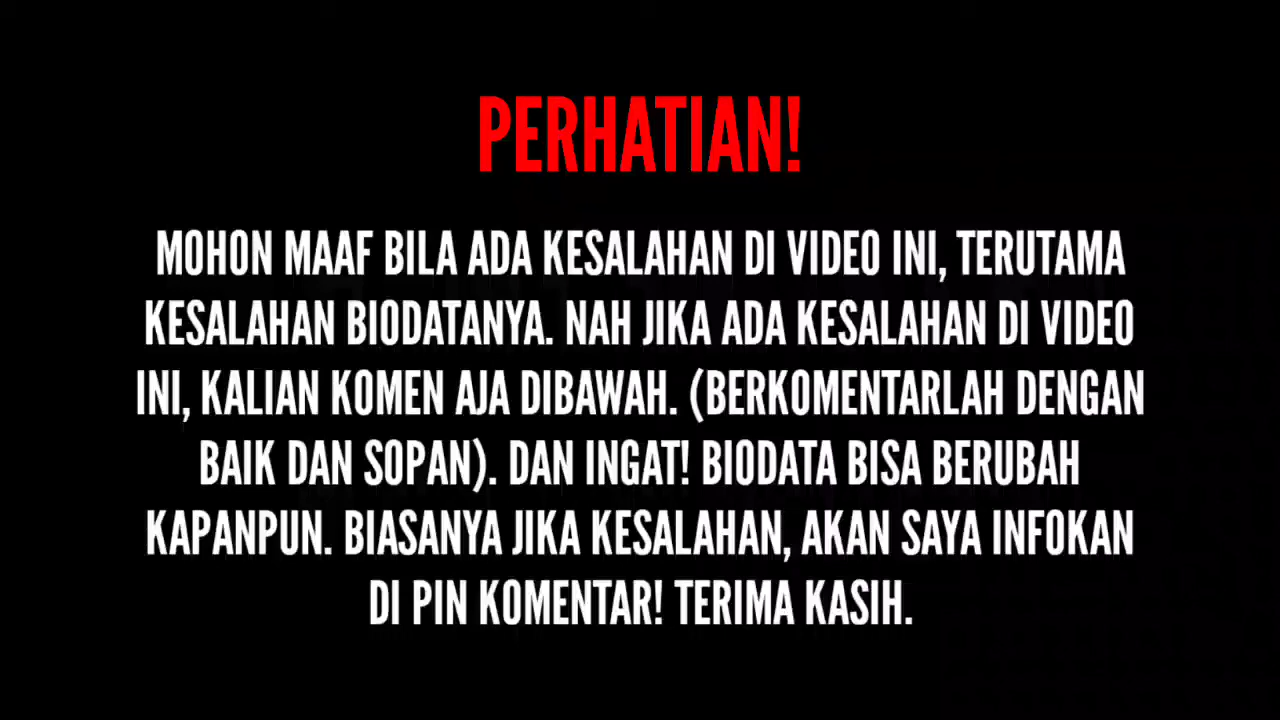 PERHATIAN!
MOHON MAAF BILA ADA KESALAHAN DI VIDEO INI, TERUTAMA
KESALAHAN BIODATANYA. NAH JIKA ADA KESALAHAN DI VIDEO
INI, KALIAN KOMEN AJA DIBAWAH. (BERKOMENTARLAH DENGAN
BAIK DAN SOPAN). DAN INGAT! BIODATA BISA BERUBAH
KAPANPUN. BIASANYA JIKA KESALAHAN, AKAN SAYA INFOKAN
DI PIN KOMENTAR! TERIMA KASIH.